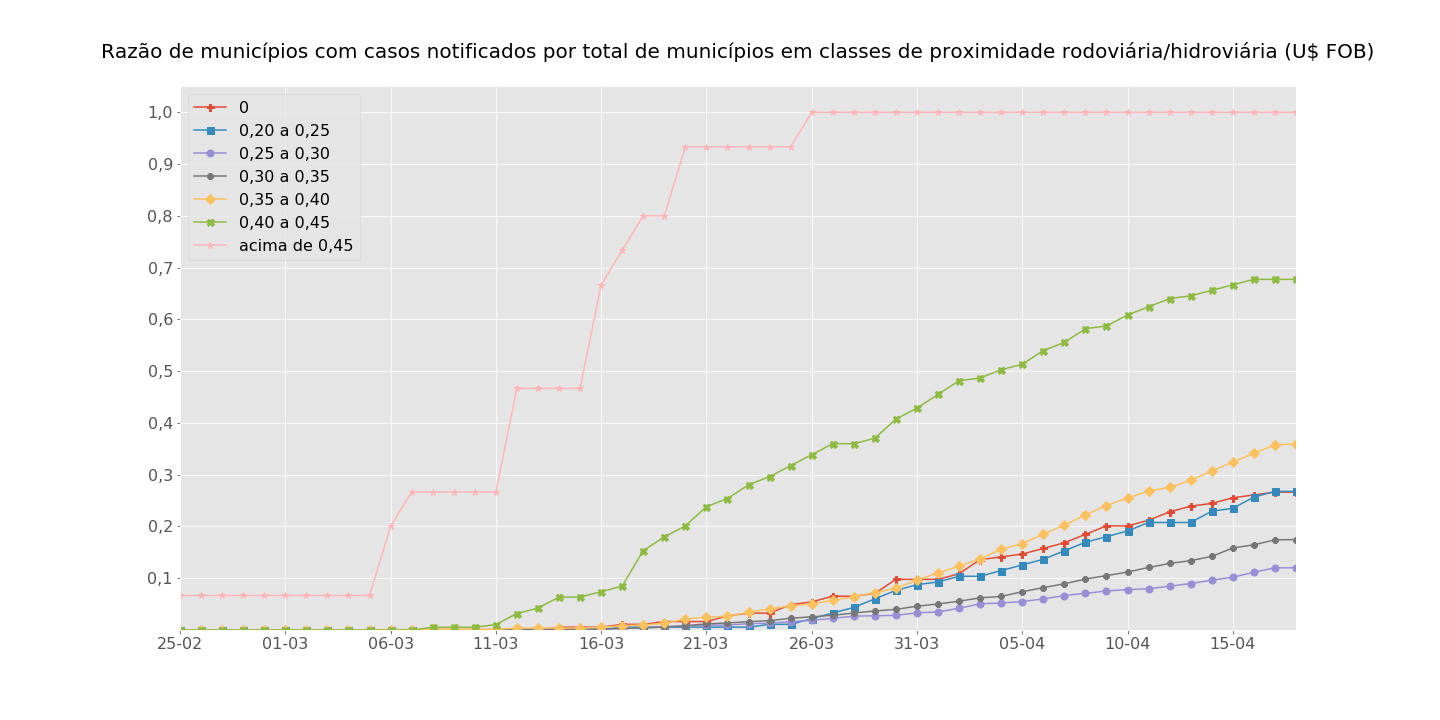 Razão de municípios com casos notificados por total de municípios em classes de proximidade rodoviária/hidroviária (U$ FOB)
0
0,20 a 0,25
0,25 a 0,30
0,30 a 0,35
0,35 a 0,40
0,40 a 0,45
acima de 0,45
1,0
0,9
0,8
0,7
0,6
0,5
0,4
0,3
0,2
0,1
25-02 01-03 06-03 11-03 16-03 21-03 26-03 31-03 05-04 10-04 15-04